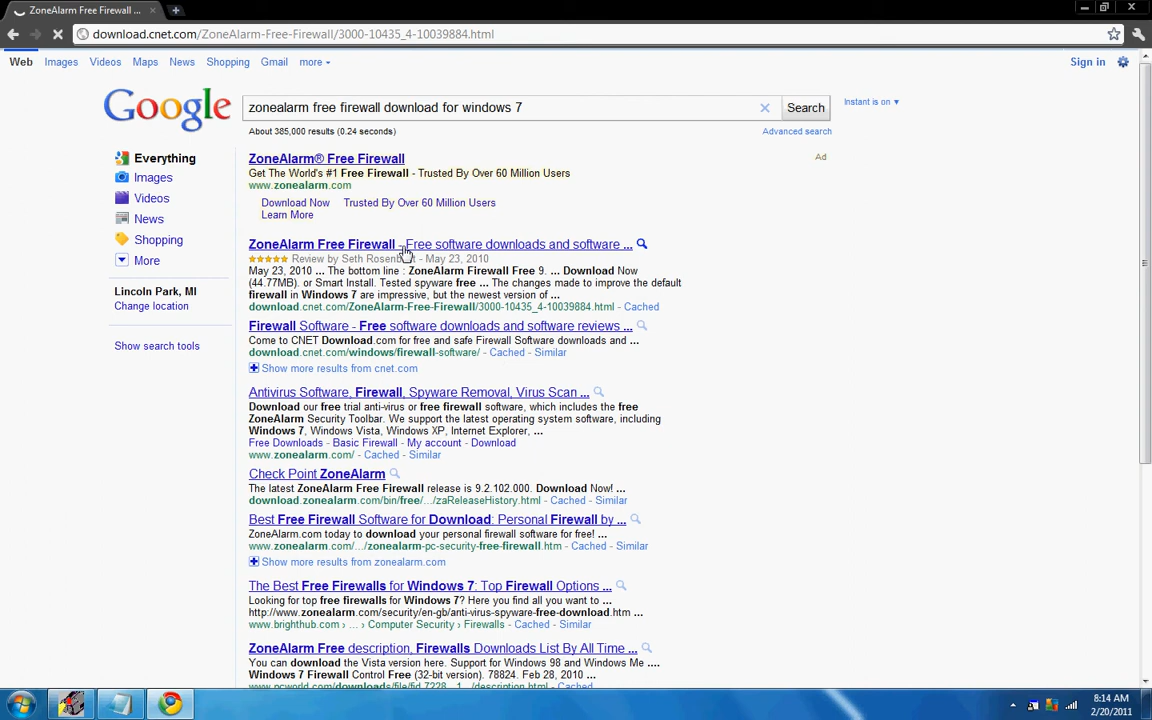 ZoneAlarm Free Firewall ...
download.cnet.com/ZoneAlarm-Free-Firewall/3000-10435_4-10039884.html
Web Images Videos Maps News Shopping Gmail more
Sign in
Google
zonealarm free firewall download for windows 7
Search
Instant is on
About 385,000 results (0.24 seconds)
Advanced search
Everything
Images
Videos
News
Shopping
More
Lincoln Park, MI
Change location
Show search tools
ZoneAlarm® Free Firewall
Ad
Get The World's #1 Free Firewall - Trusted By Over 60 Million Users
www.zonealarm.com
Download Now Trusted By Over 60 Million Users
Learn More
ZoneAlarm Free Firewall - Free software downloads and software ...
Review by Seth - May 23, 2010
May 23, 2010 ... The bottom line : ZoneAlarm Firewall Free 9. ... Download Now
(44.77MB). or Smart Install. Tested spyware free ... The changes made to improve the default
firewall in Windows 7 are impressive, but the newest version of ...
download.cnet.com/ZoneAlarm-Free-Firewall/3000-10435_4-10039884.html - Cached
Firewall Software - Free software downloads and software reviews ...
Come to CNET Download.com for free and safe Firewall Software downloads and ...
download.cnet.com/windows/firewall-software/ - Cached - Similar
Show more results from cnet.com
Antivirus Software, Firewall, Spyware Removal, Virus Scan ...
Download our free trial anti-virus or free firewall software, which includes the free
ZoneAlarm Security Toolbar. We support the latest operating system software, including
Windows 7, Windows Vista, Windows XP, Internet Explorer, ...
Free Downloads - Basic Firewall - My account - Download
www.zonealarm.com/ - Cached - Similar
Check Point ZoneAlarm
The latest ZoneAlarm Free Firewall release is 9.2.102.000. Download Now! ...
download.zonealarm.com/bin/free/.../zaReleaseHistory.html - Cached - Similar
Best Free Firewall Software for Download: Personal Firewall by ...
ZoneAlarm.com today to download your personal firewall software for free! ...
www.zonealarm.com/.../zonealarm-pc-security-free-firewall.htm - Cached - Similar
Show more results from zonealarm.com
The Best Free Firewalls for Windows 7: Top Firewall Options ...
Looking for top free firewalls for Windows 7? Here you find all you want to ...
http://www.zonealarm.com/security/en-gb/anti-virus-spyware-free-download.htm ...
www.brighthub.com › ... › Computer Security › Firewalls - Cached - Similar
ZoneAlarm Free description, Firewalls Downloads List By All Time ...
You can download the Vista version here. Support for Windows 98 and Windows Me ....
Windows 7 Firewall Control Free (32-bit version). 78824. Feb 28, 2010 ...
www.pcworld.com/downloads/file/fid,7228... 1.../description.html - Cached
8:14 AM
2/20/2011